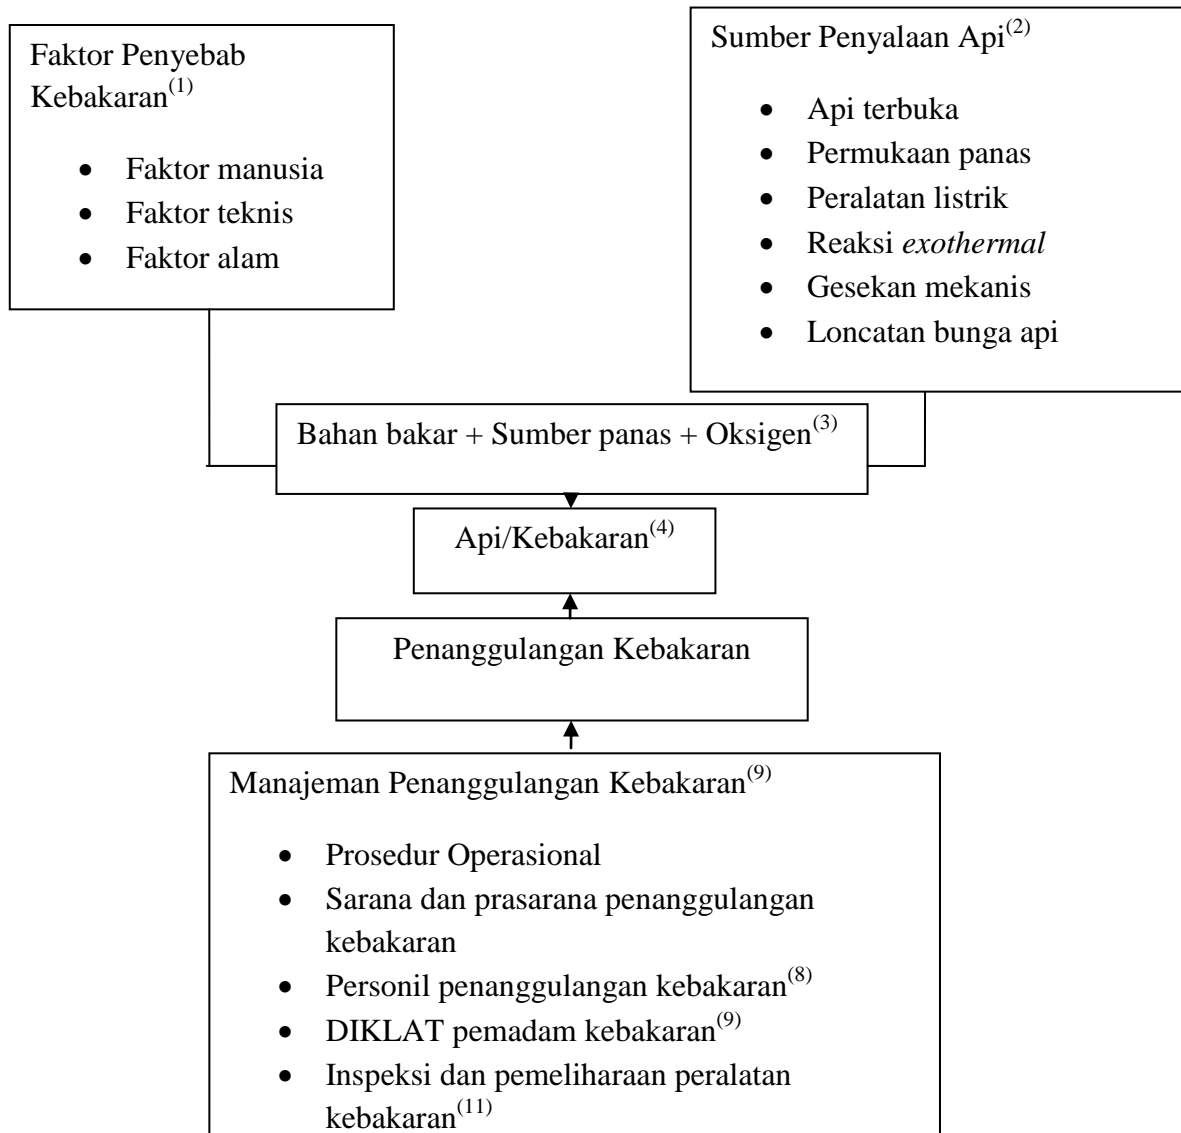 Faktor Penyebab
Kebakaran(1)
• Faktor manusia
• Faktor teknis
• Faktor alam
Sumber Penyalaan Api(2)
• Api terbuka
• Permukaan panas
• Peralatan listrik
• Reaksi exothermal
• Gesekan mekanis
• Loncatan bunga api
Bahan bakar + Sumber panas + Oksigen(3)
Api/Kebakaran(4)
Penanggulangan Kebakaran
Manajeman Penanggulangan Kebakaran(9)
• Prosedur Operasional
• Sarana dan prasarana penanggulangan
kebakaran
• Personil penanggulangan kebakaran(8)
• DIKLAT pemadam kebakaran(9)
• Inspeksi dan pemeliharaan peralatan
kebakaran(11)